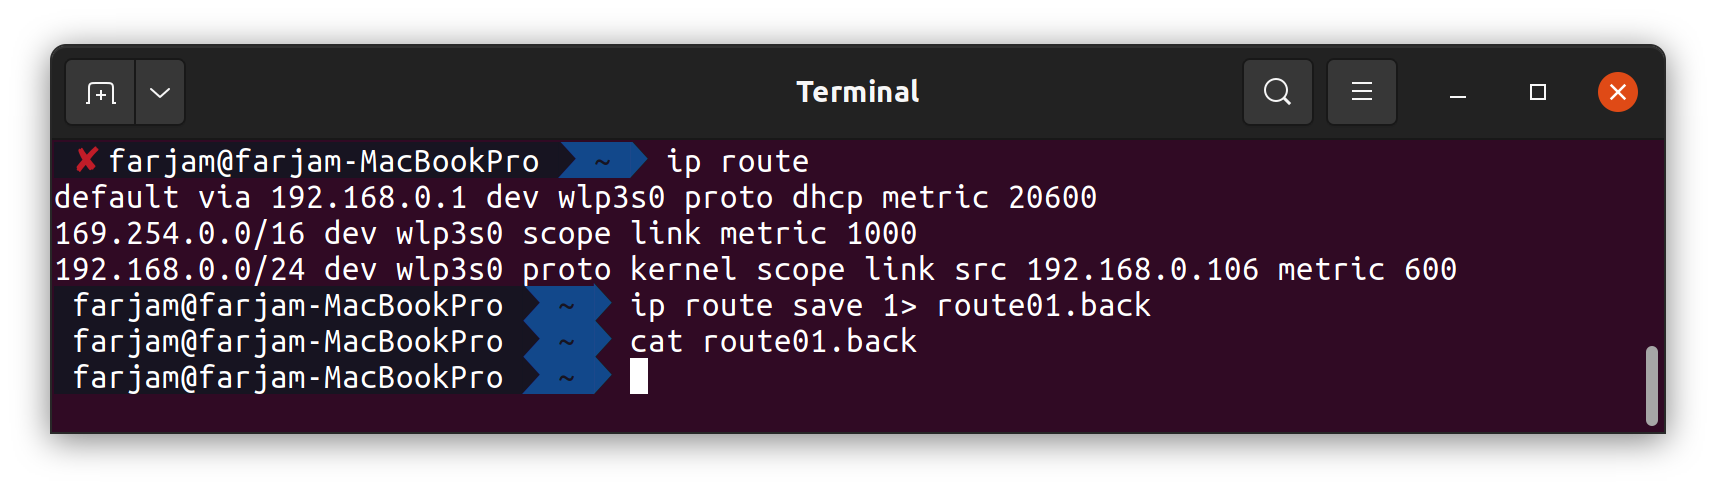 Terminal
✘ farjam@farjam-MacBookPro ~ ip route
default via 192.168.0.1 dev wlp3s0 proto dhcp metric 20600
169.254.0.0/16 dev wlp3s0 scope link metric 1000
192.168.0.0/24 dev wlp3s0 proto kernel scope link src 192.168.0.106 metric 600
farjam@farjam-MacBookPro ~ ip route save 1> route01.back
farjam@farjam-MacBookPro ~ cat route01.back
farjam@farjam-MacBookPro ~